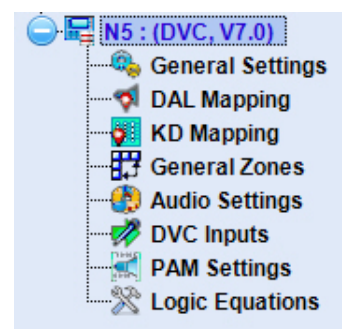 N5 : (DVC, V7.0)
General Settings
DAL Mapping
KD Mapping
General Zones
Audio Settings
DVC Inputs
PAM Settings
Logic Equations